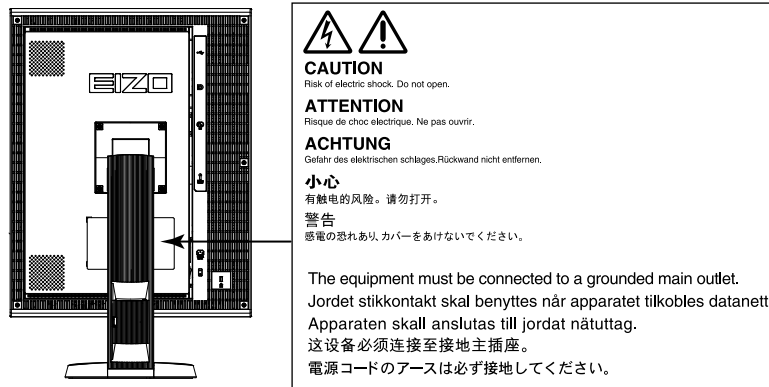 EIZO
CAUTION
Risk of electric shock. Do not open.
ATTENTION
Risque de choc electrique. Ne pas ouvrir.
ACHTUNG
Gefahr des elektrischen schlages.Rückwand nicht entfernen.
小心
有触电的风险。请勿打开。
警告
感電の恐れあり、カバーをあけないでください。
The equipment must be connected to a grounded main outlet.
Jordet stikkontakt skal benyttes når apparatet tilkobles datanett
Apparaten skall anslutas till jordat nätuttag.
这设备必须连接至接地主插座。
電源コードのアースは必ず接地してください。